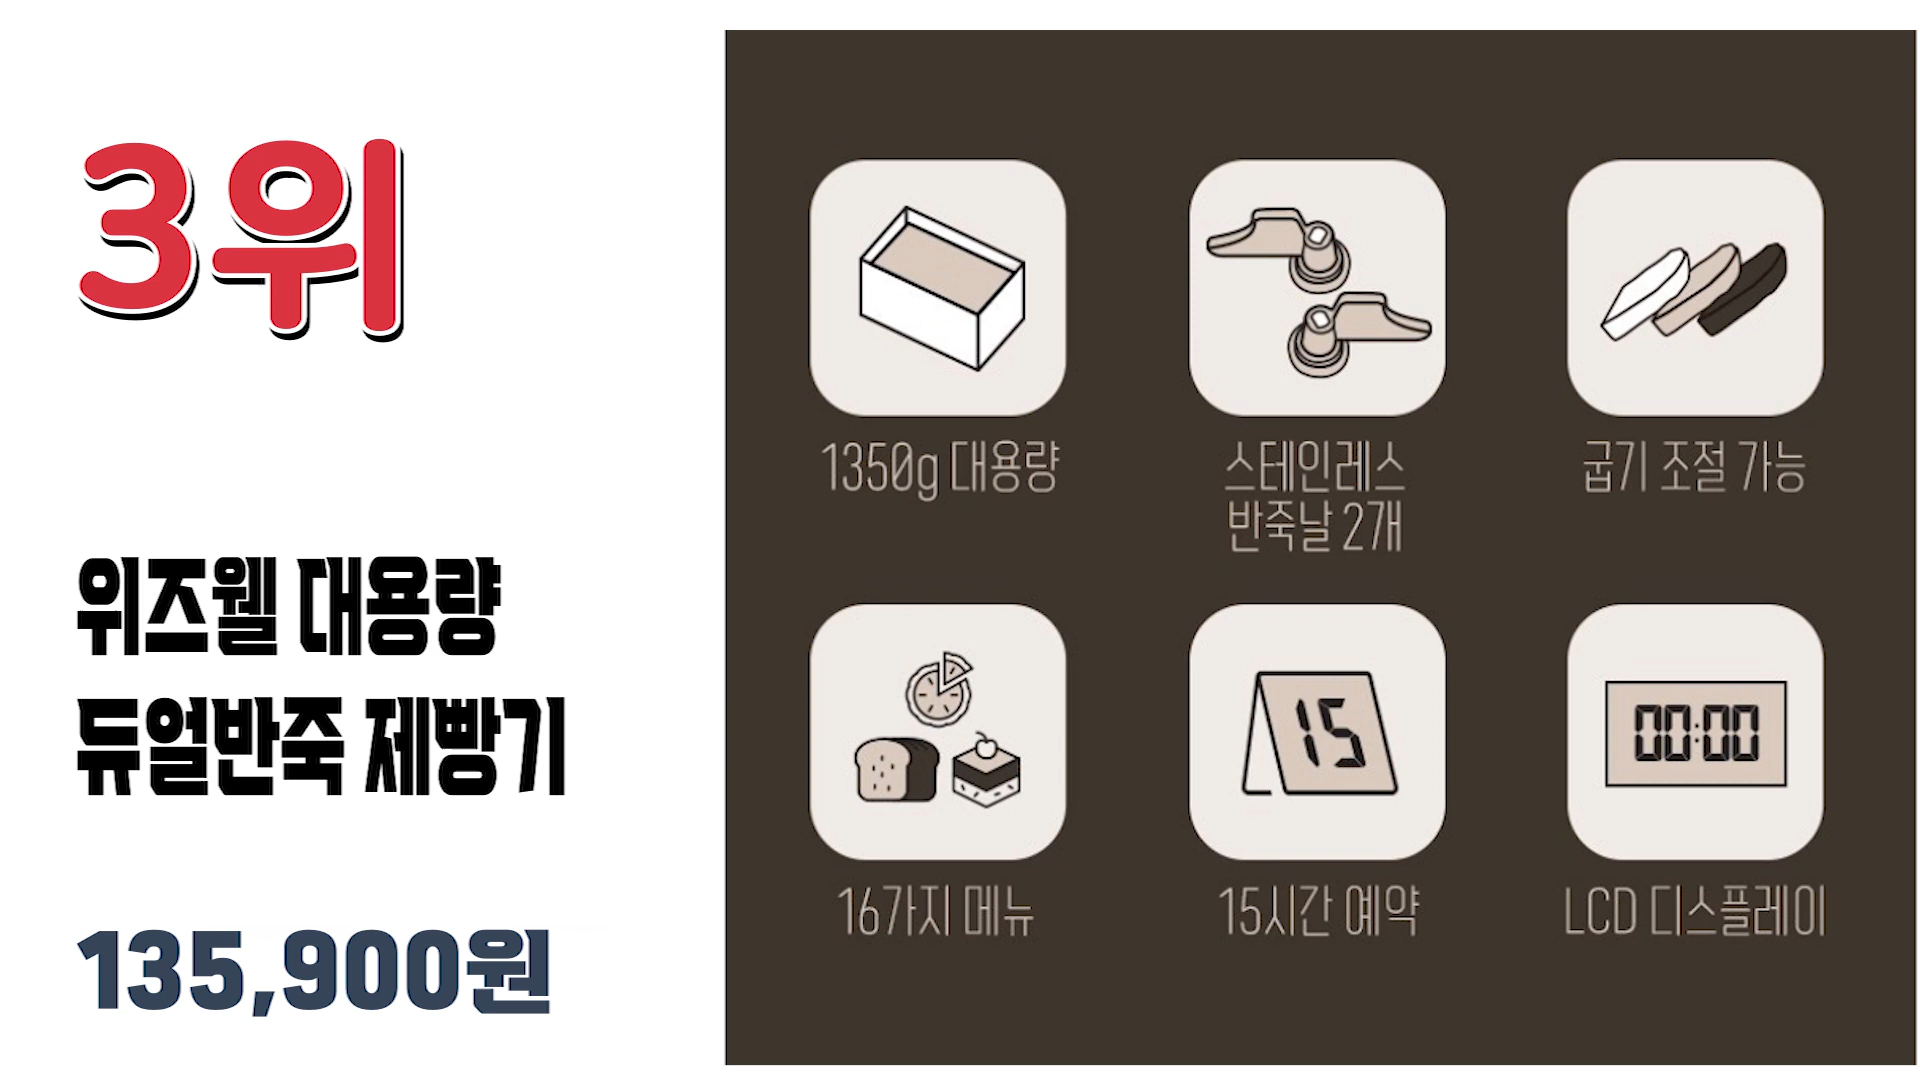 3위
위즈웰 대용량
듀얼반죽 제빵기
135,900원
1350g 대용량
스테인레스
반죽날 2개
굽기 조절 가능
16가지 메뉴
15
15시간 예약
00:00
LCD 디스플레이